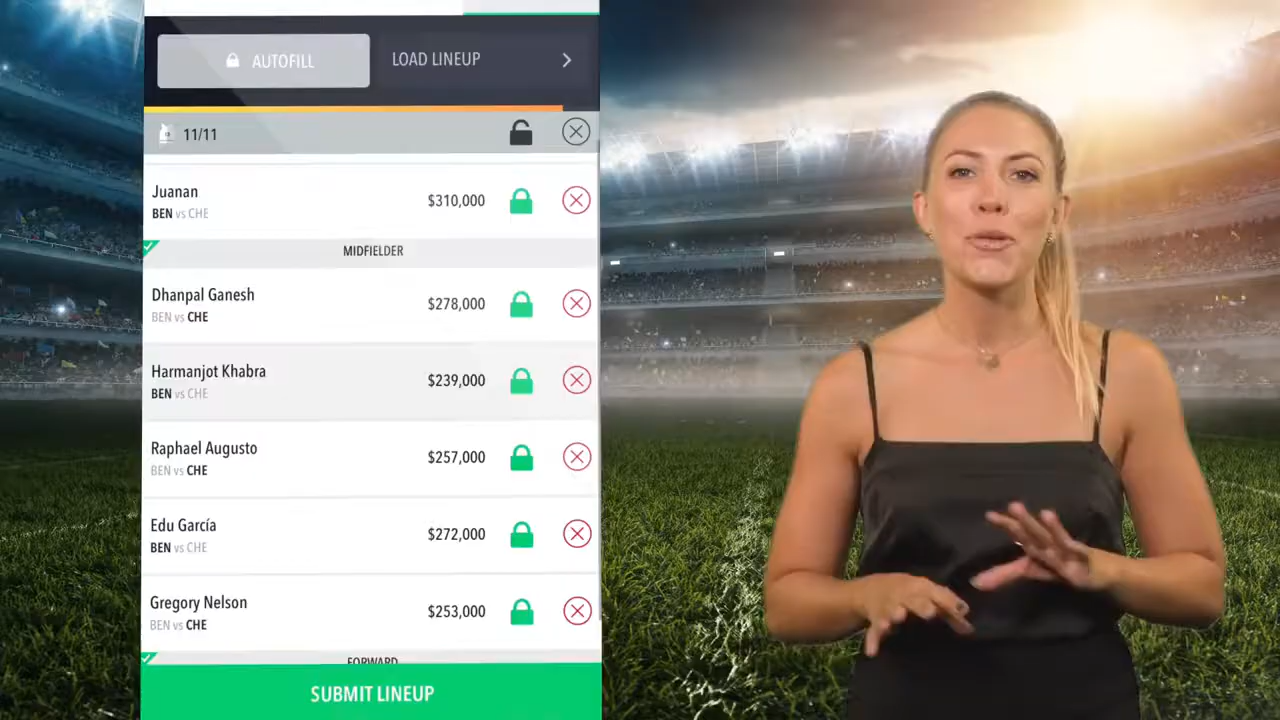 AUTOFILL
LOAD LINEUP
11/11
Juanan
$310,000
BEN vs CHE
MIDFIELDER
Dhanpal Ganesh
$278,000
BEN vs CHE
Harmanjot Khabra
$239,000
BEN vs CHE
Raphael Augusto
$257,000
BEN vs CHE
Edu García
$272,000
BEN vs CHE
Gregory Nelson
$253,000
BEN vs CHE
FORWARD
SUBMIT LINEUP